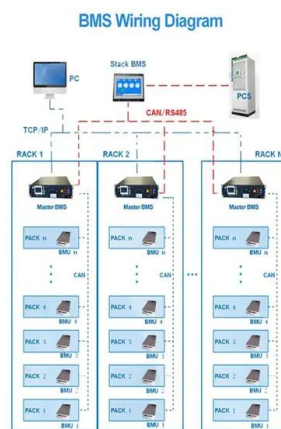 BMS Wiring Diagram
Stack BMS
PC
PCS
CAN/RS485
TCP/IP
RACK 1
RACK 2
RACK N
Master BMS
Master BMS
Master BMS
PACK n
BMU n
PACK n
BMU n
PACK n
BMU n
CAN
CAN
CAN
PACK 4
BMU 4
PACK 4
BMU 4
PACK 4
BMU 4
PACK 3
BMU 3
PACK 3
BMU 3
PACK 3
BMU 3
PACK 2
BMU 2
PACK 2
BMU 2
PACK 2
BMU 2
PACK 1
BMU 1
PACK 1
BMU 1
PACK 1
BMU 1